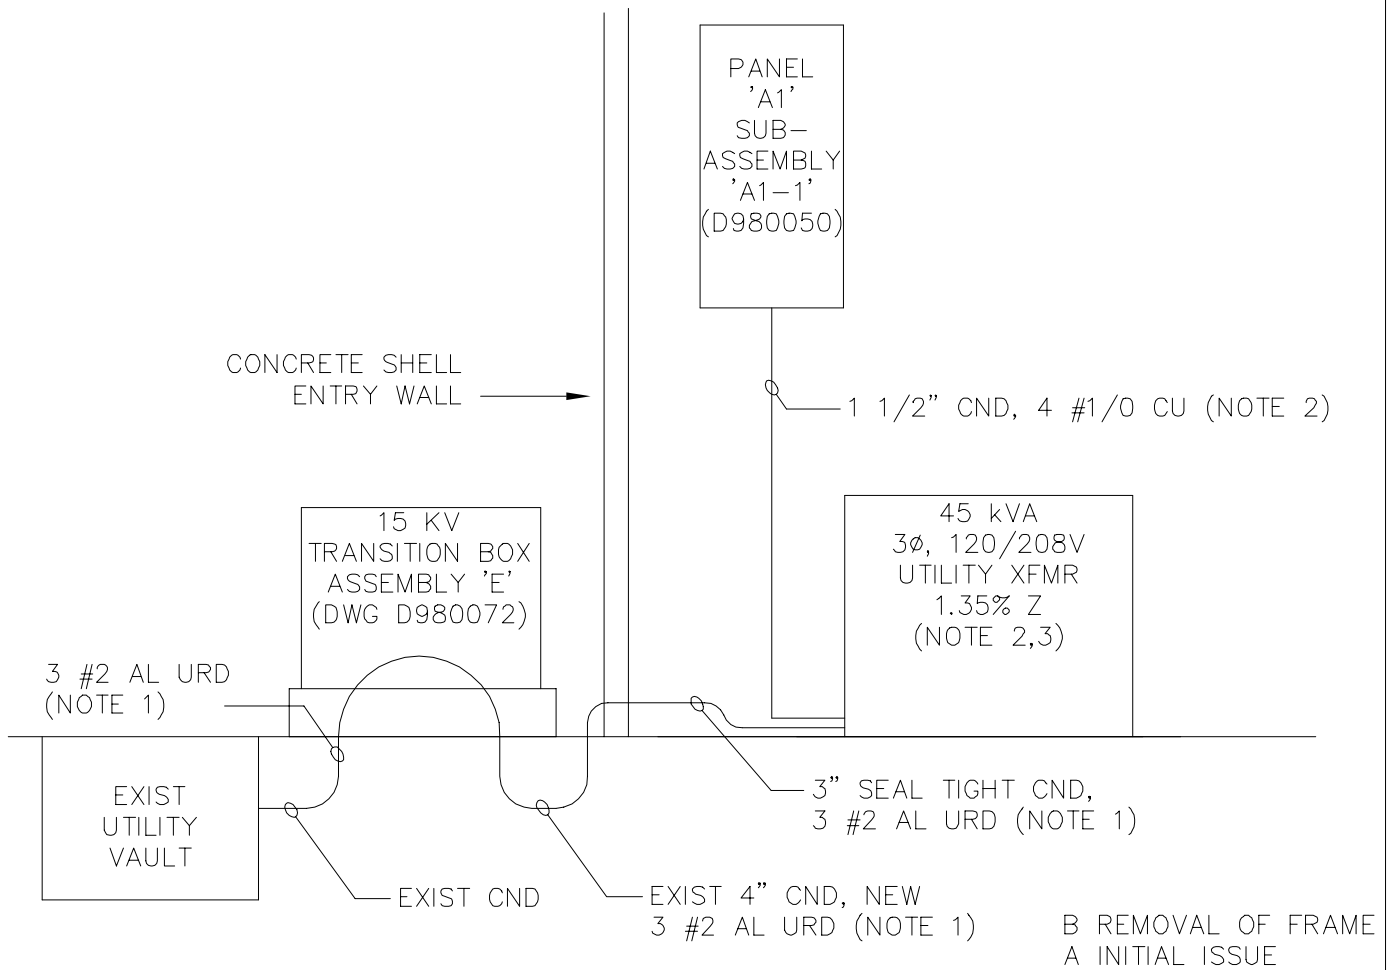 PANEL
'A1'
SUB-
ASSEMBLY
'A1-1'
(D980050)
CONCRETE SHELL
ENTRY WALL
1 1/2" CND, 4 #1/0 CU (NOTE 2)
15 KV
TRANSITION BOX
ASSEMBLY 'E'
(DWG D980072)
45 kVA
3ø, 120/208V
UTILITY XFMR
1.35% Z
(NOTE 2,3)
3 #2 AL URD
(NOTE 1)
EXIST
UTILITY
VAULT
3" SEAL TIGHT CND,
3 #2 AL URD (NOTE 1)
EXIST CND
EXIST 4" CND, NEW
3 #2 AL URD (NOTE 1)
B REMOVAL OF FRAME
A INITIAL ISSUE